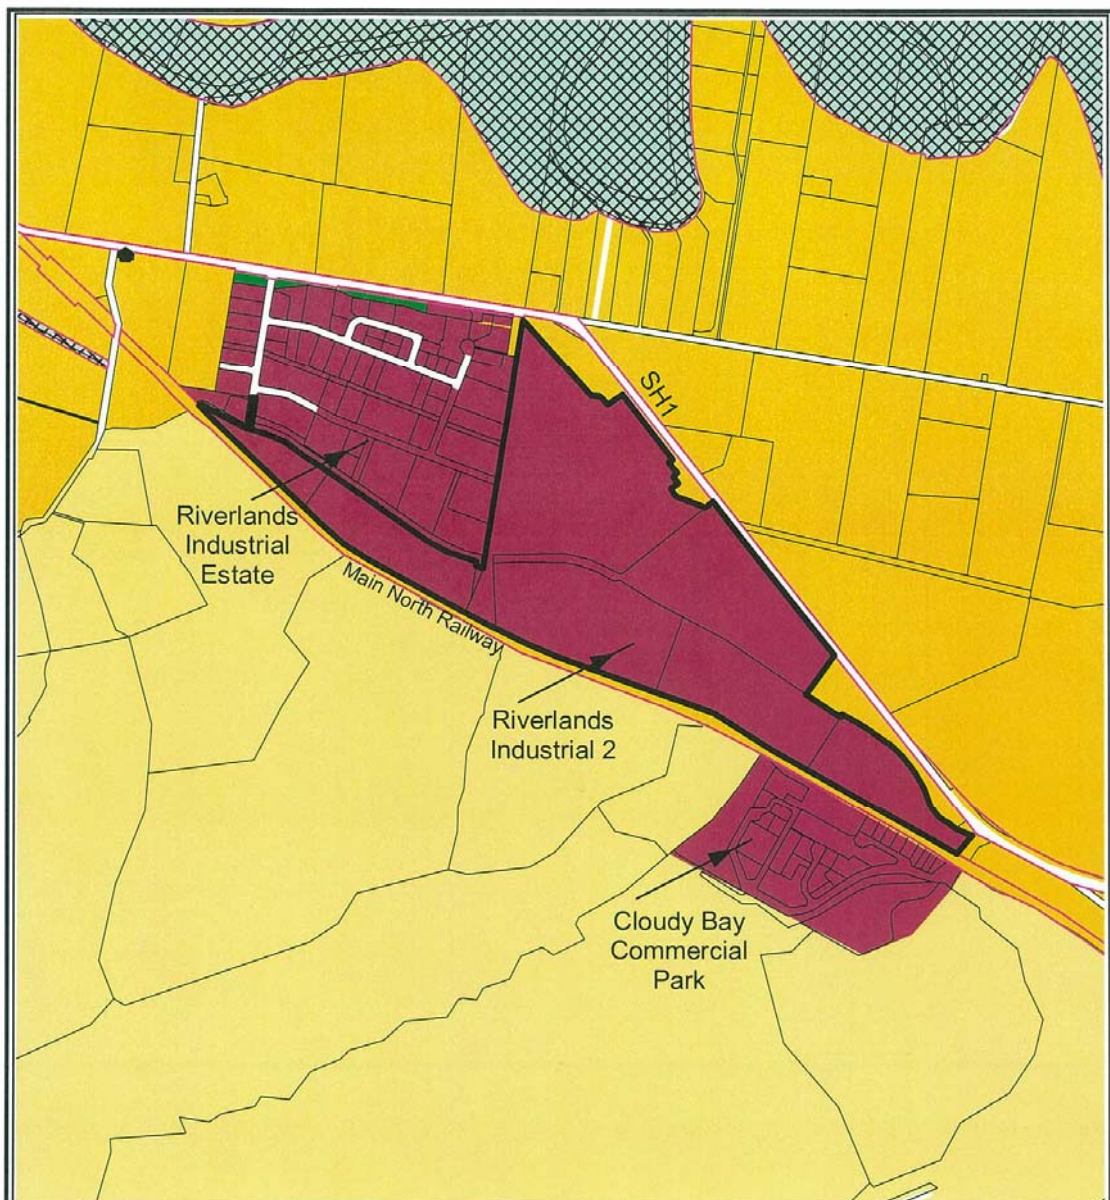 SH1
Riverlands
Industrial
Estate
Main North Railway
Riverlands
Industrial 2
Cloudy Bay
Commercial
Park